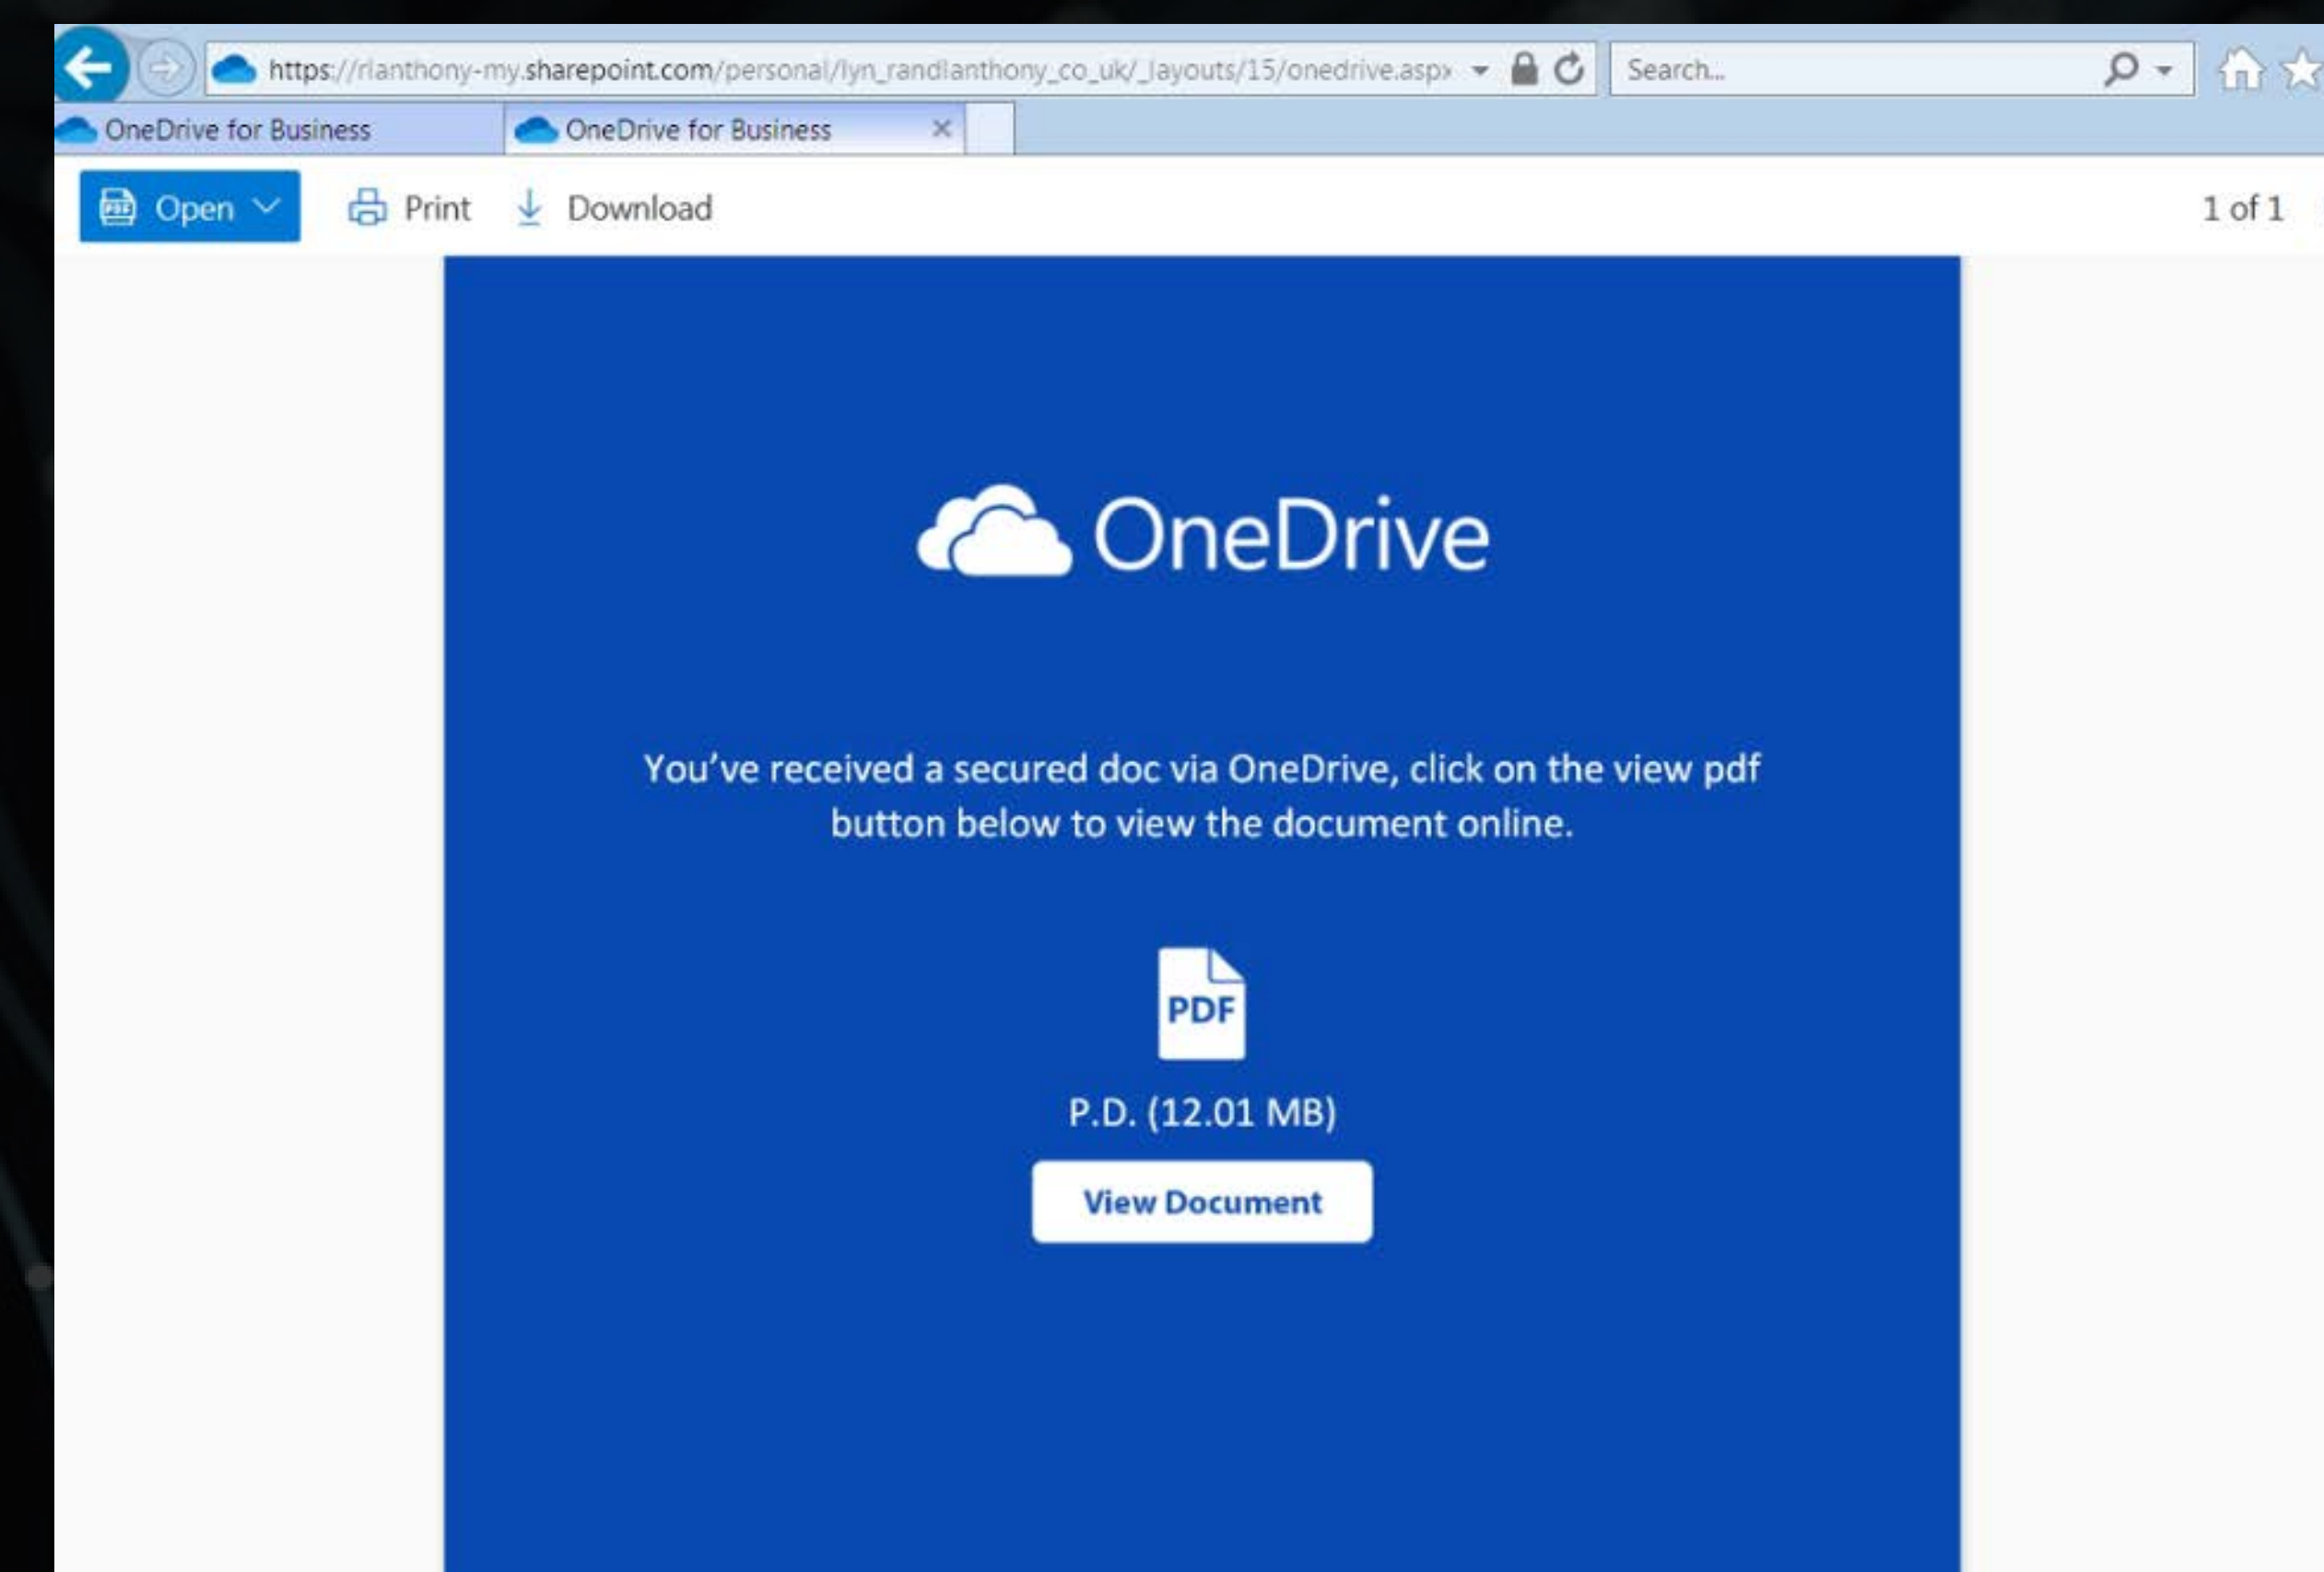 https://rlanthony-my.sharepoint.com/personal/lyn_randlanthony_co_uk/_layouts/15/onedrive.aspx
Search...
OneDrive for Business
OneDrive for Business
Open
Print
Download
1 of 1
OneDrive
You've received a secured doc via OneDrive, click on the view pdf
button below to view the document online.
PDF
P.D. (12.01 MB)
View Document